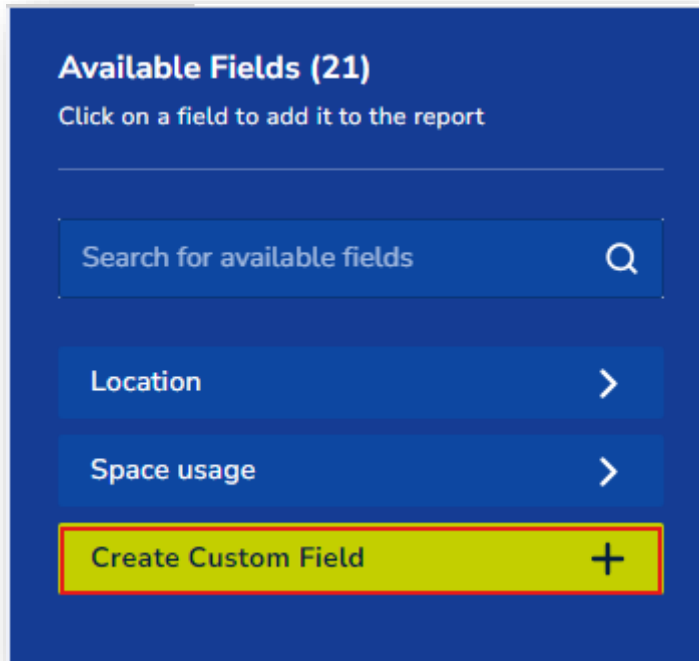 Available Fields (21)
Click on a field to add it to the report
Search for available fields
Location
Space usage
Create Custom Field